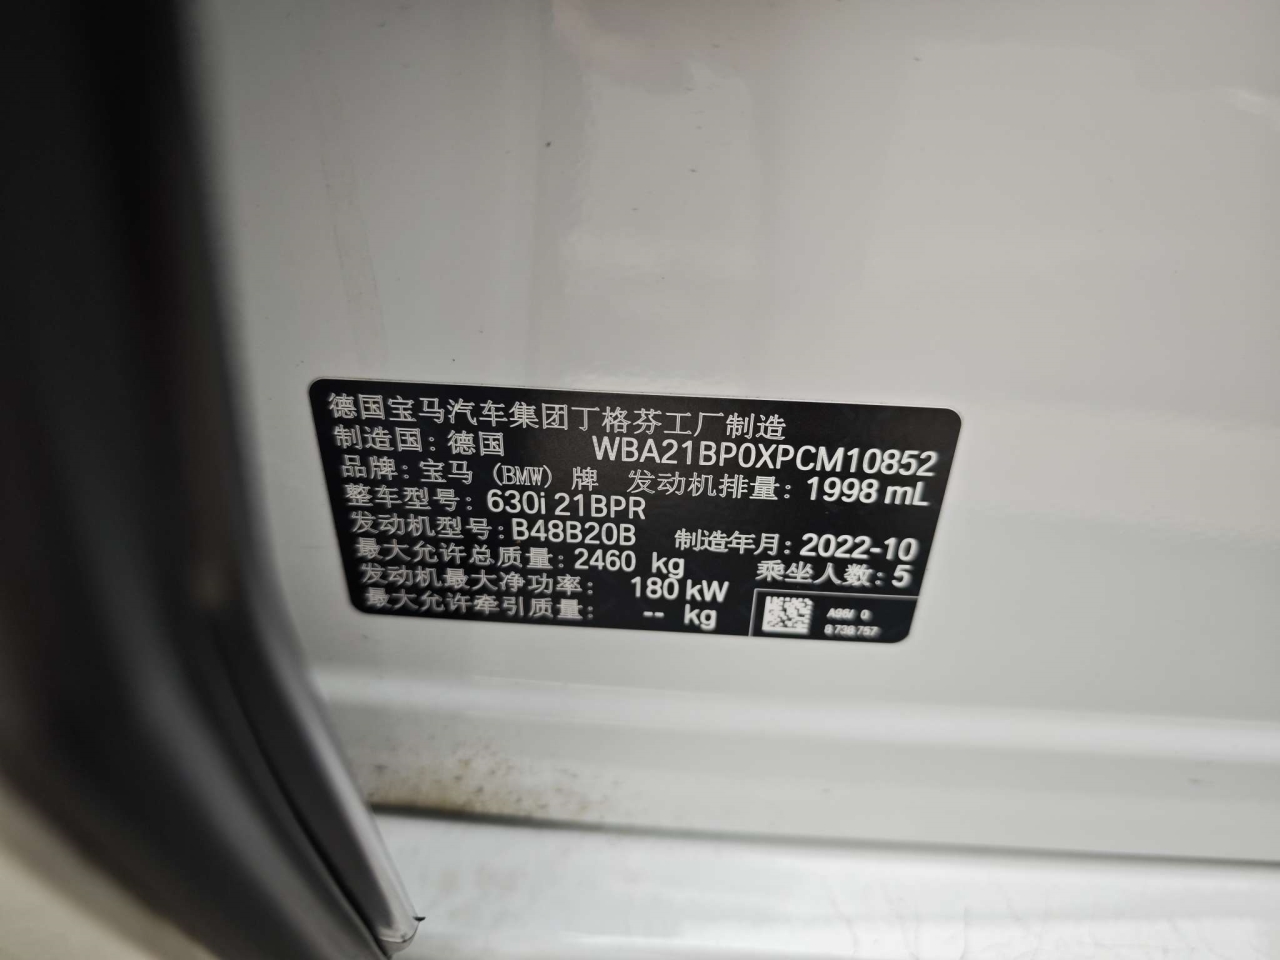 德国宝马汽车集团丁格芬工厂制造
制造国：德国 WBA21BP0XPCM10852
品牌：宝马（BMW）牌 发动机排量：1998 mL
整车型号：630i 21BPR
发动机型号：B48B20B 制造年月：2022-10
最大允许总质量：2460 kg 乘坐人数：5
发动机最大净功率： 180 kW
最大允许牵引质量： -- kg
0
8 738 757